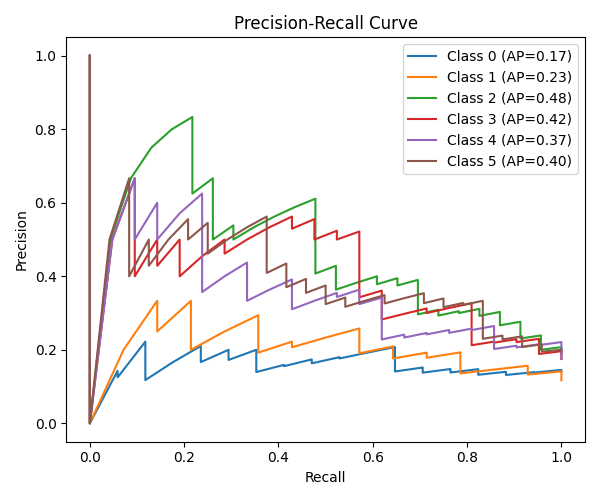 Precision-Recall Curve
Class 0 (AP=0.17)
Class 1 (AP=0.23)
Class 2 (AP=0.48)
Class 3 (AP=0.42)
Class 4 (AP=0.37)
Class 5 (AP=0.40)
Precision
1.0
0.8
0.6
0.4
0.2
0.0
0.0 0.2 0.4 0.6 0.8 1.0
Recall